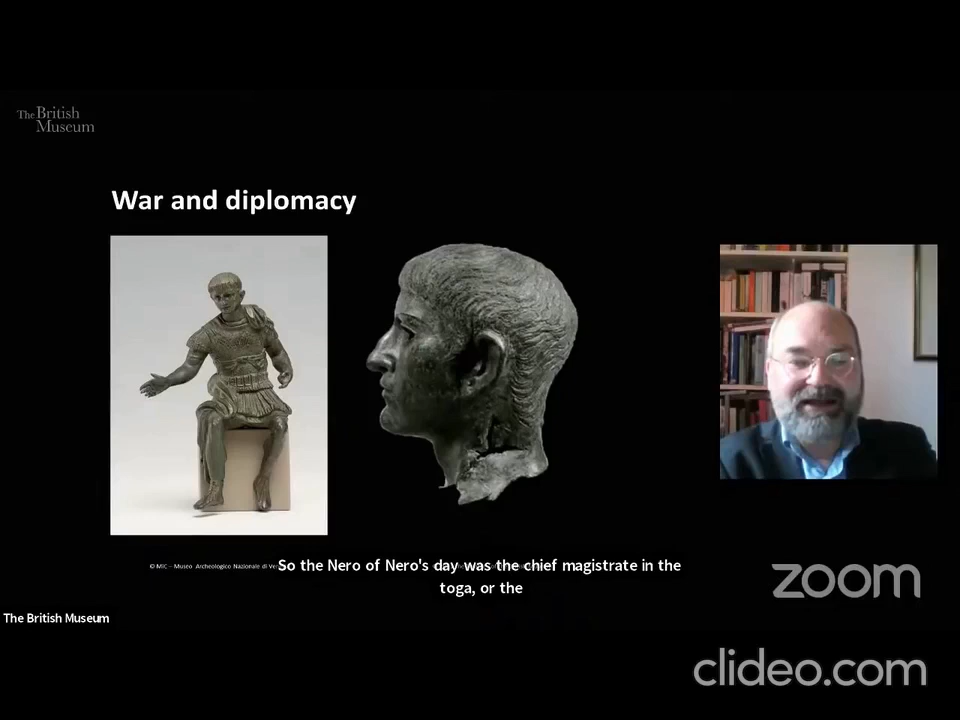 The British
Museum
War and diplomacy
© MIC – Museo Archeologico Nazionale di
So the Nero of Nero's day was the chief magistrate in the
toga, or the
zoom
The British Museum
clideo.com